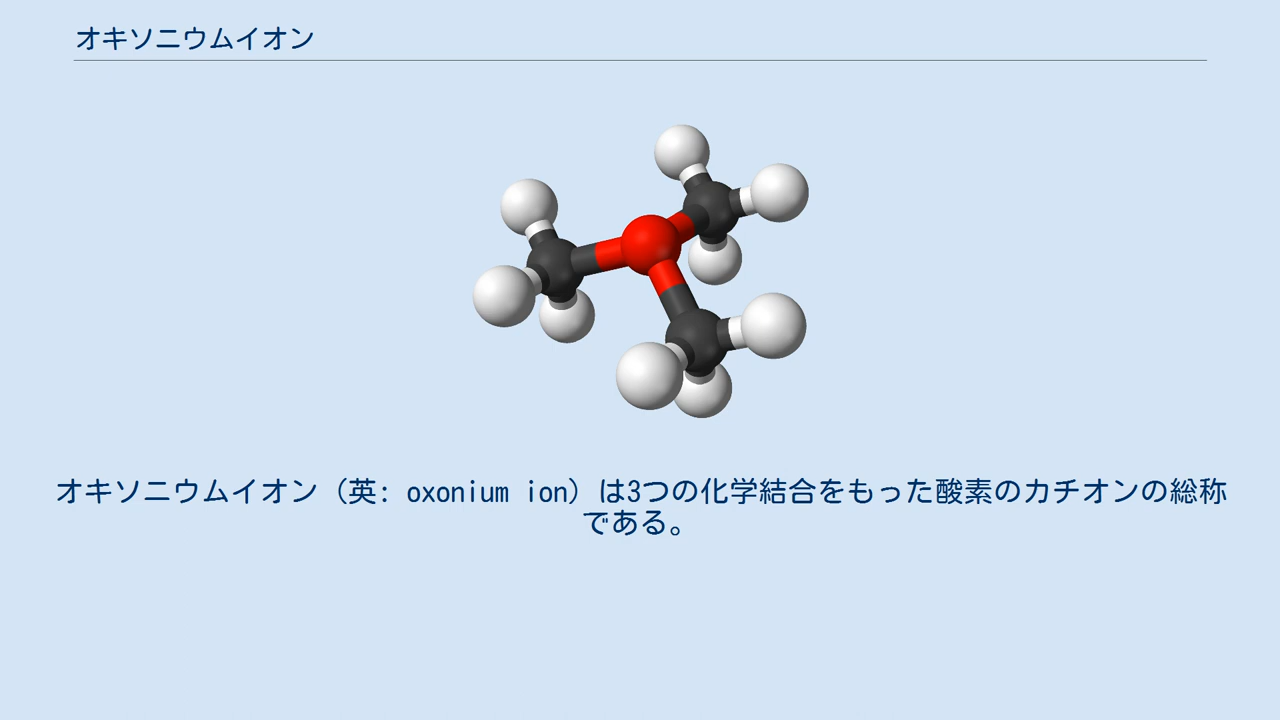 オキソニウムイオン
オキソニウムイオン（英: oxonium ion）は3つの化学結合をもった酸素のカチオンの総称
である。